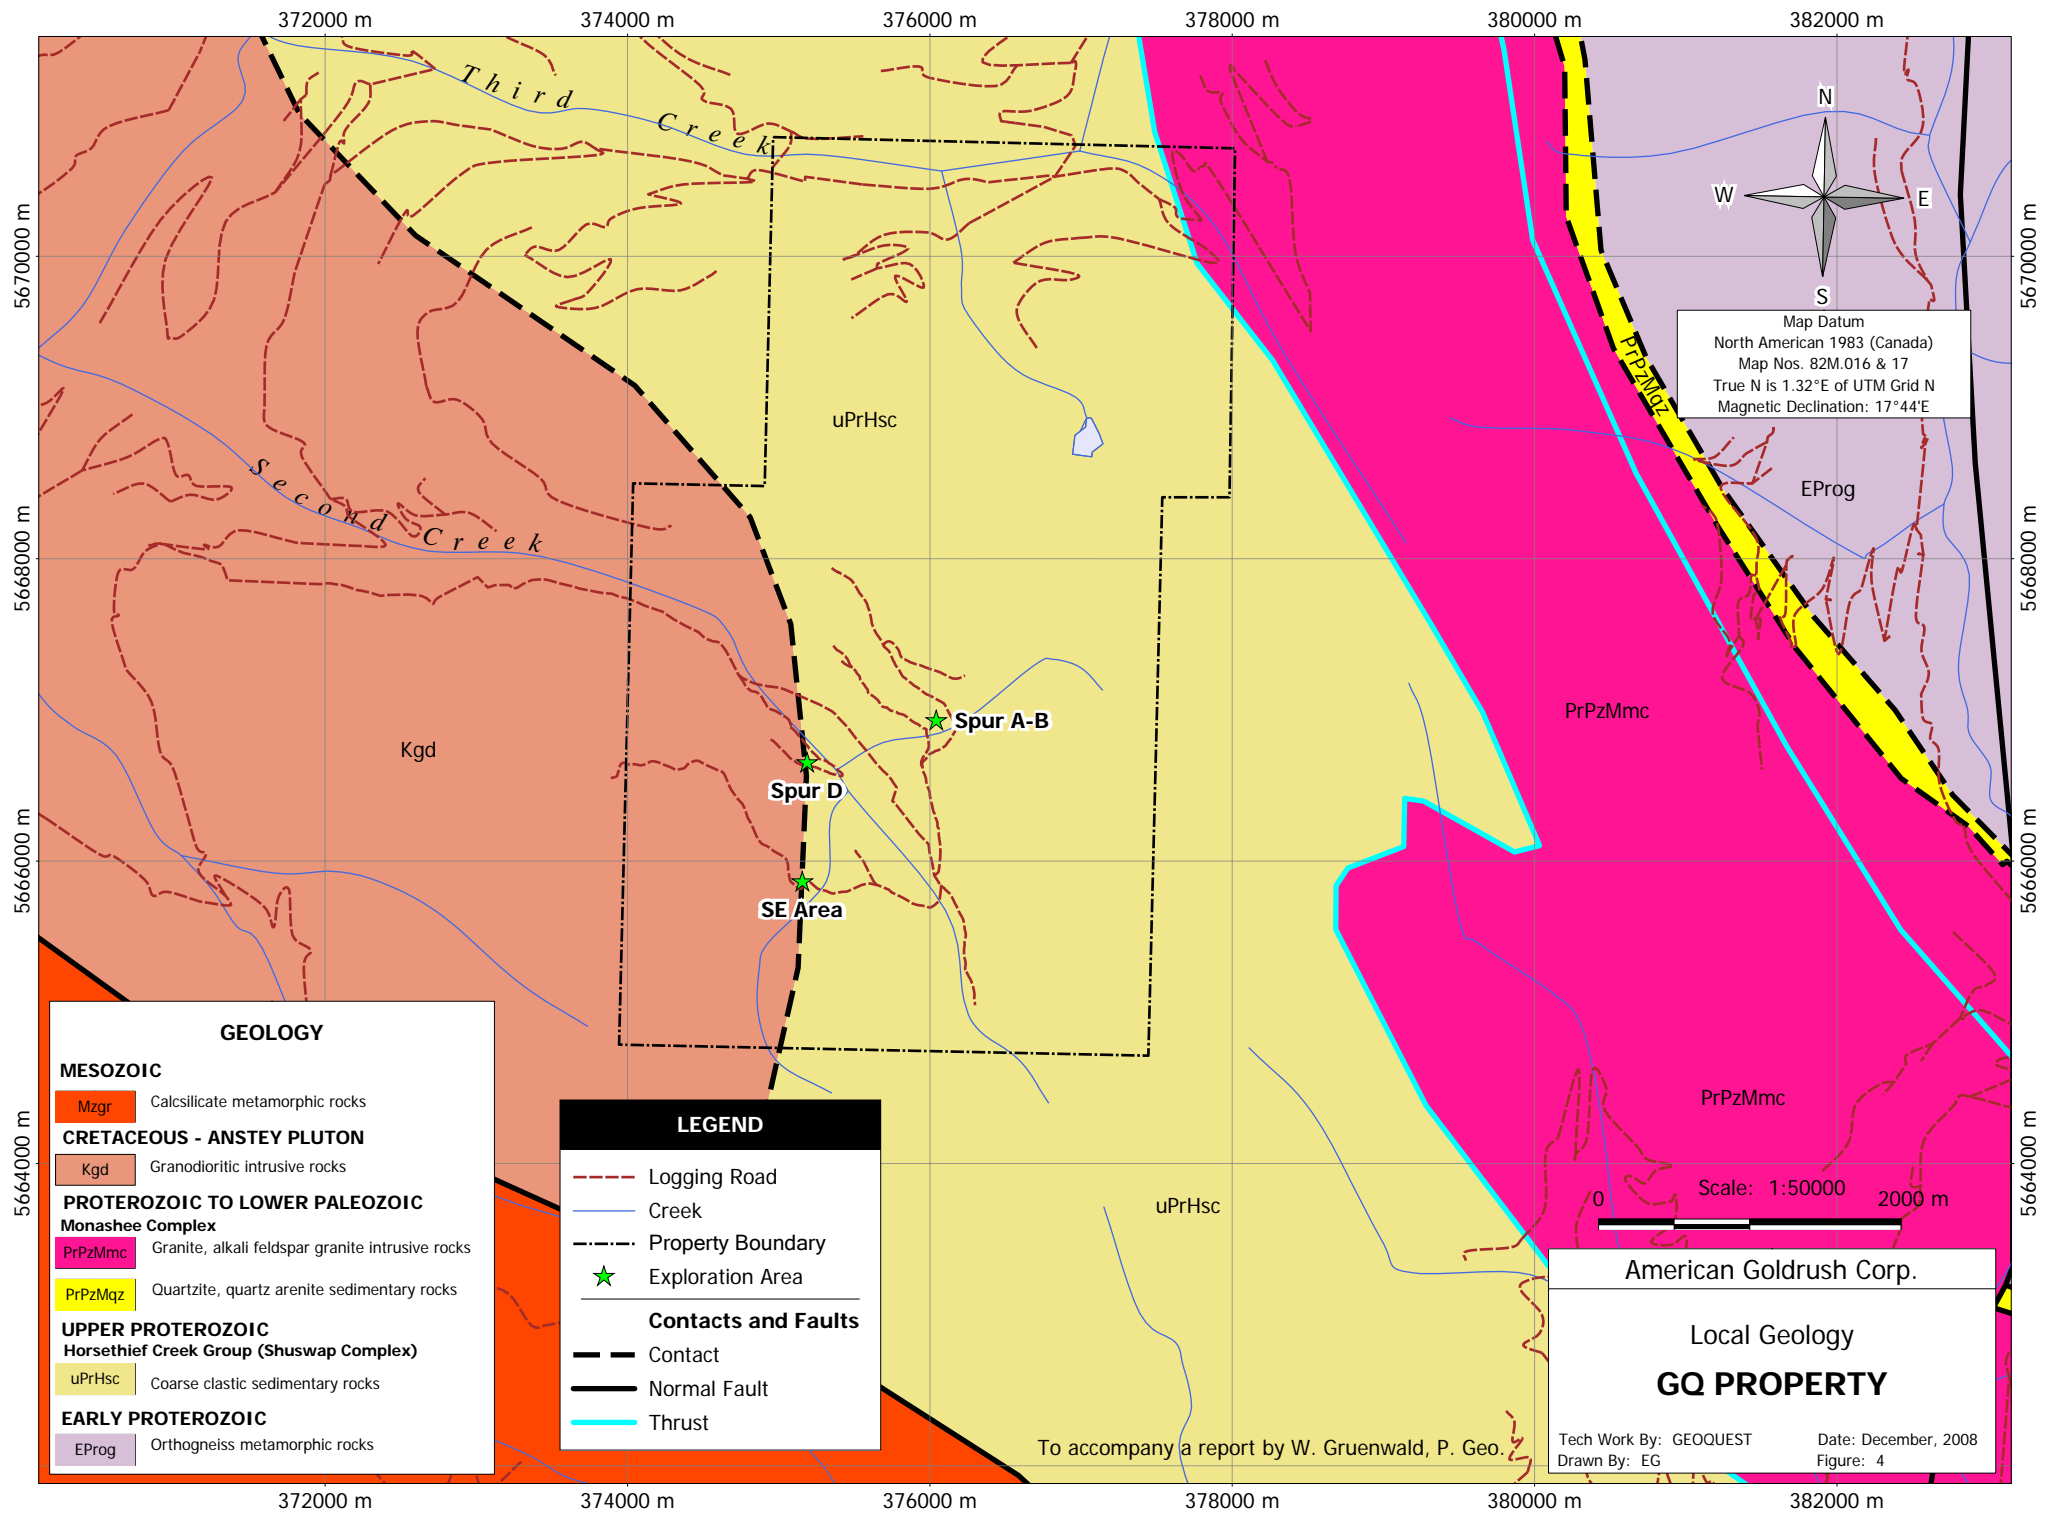 372000 m
374000 m
376000 m
378000 m
380000 m
382000 m
Third
Creek
N
W
E
S
5670000 m
5670000 m
Map Datum
North American 1983 (Canada)
Map Nos. 82M.016 & 17
True N is 1.32°E of UTM Grid N
Magnetic Declination: 17°44'E
PrPzMqz
uPrHsc
EProg
Second
Creek
5668000 m
5668000 m
PrPzMmc
Spur A-B
Kgd
Spur D
5666000 m
5666000 m
SE Area
GEOLOGY
MESOZOIC
Mzgr Calcsilicate metamorphic rocks
CRETACEOUS - ANSTEY PLUTON
Kgd Granodioritic intrusive rocks
PROTEROZOIC TO LOWER PALEOZOIC
Monashee Complex
PrPzMmc Granite, alkali feldspar granite intrusive rocks
PrPzMqz Quartzite, quartz arenite sedimentary rocks
UPPER PROTEROZOIC
Horsethief Creek Group (Shuswap Complex)
uPrHsc Coarse clastic sedimentary rocks
EARLY PROTEROZOIC
EProg Orthogneiss metamorphic rocks
LEGEND
Logging Road
Creek
Property Boundary
Exploration Area
Contacts and Faults
Contact
Normal Fault
Thrust
PrPzMmc
uPrHsc
5664000 m
Scale: 1:50000
0
2000 m
American Goldrush Corp.
Local Geology
GQ PROPERTY
Tech Work By: GEOQUEST
Date: December, 2008
Drawn By: EG
Figure: 4
To accompany a report by W. Gruenwald, P. Geo.
5664000 m
372000 m
374000 m
376000 m
378000 m
380000 m
382000 m